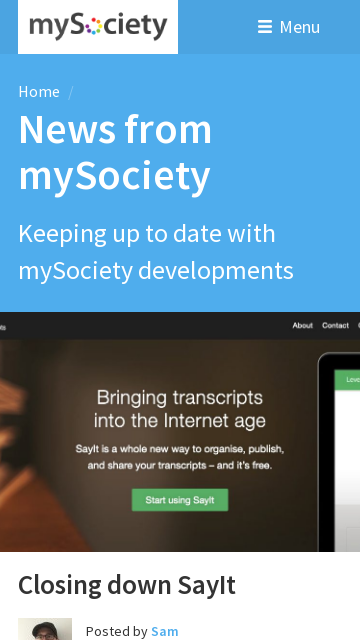 mySociety
Menu
Home /
News from
mySociety
Keeping up to date with
mySociety developments
About Contact
Bringing transcripts
into the Internet age
SayIt is a whole new way to organise, publish,
and share your transcripts – and it's free.
Start using SayIt
Closing down SayIt
Posted by Sam